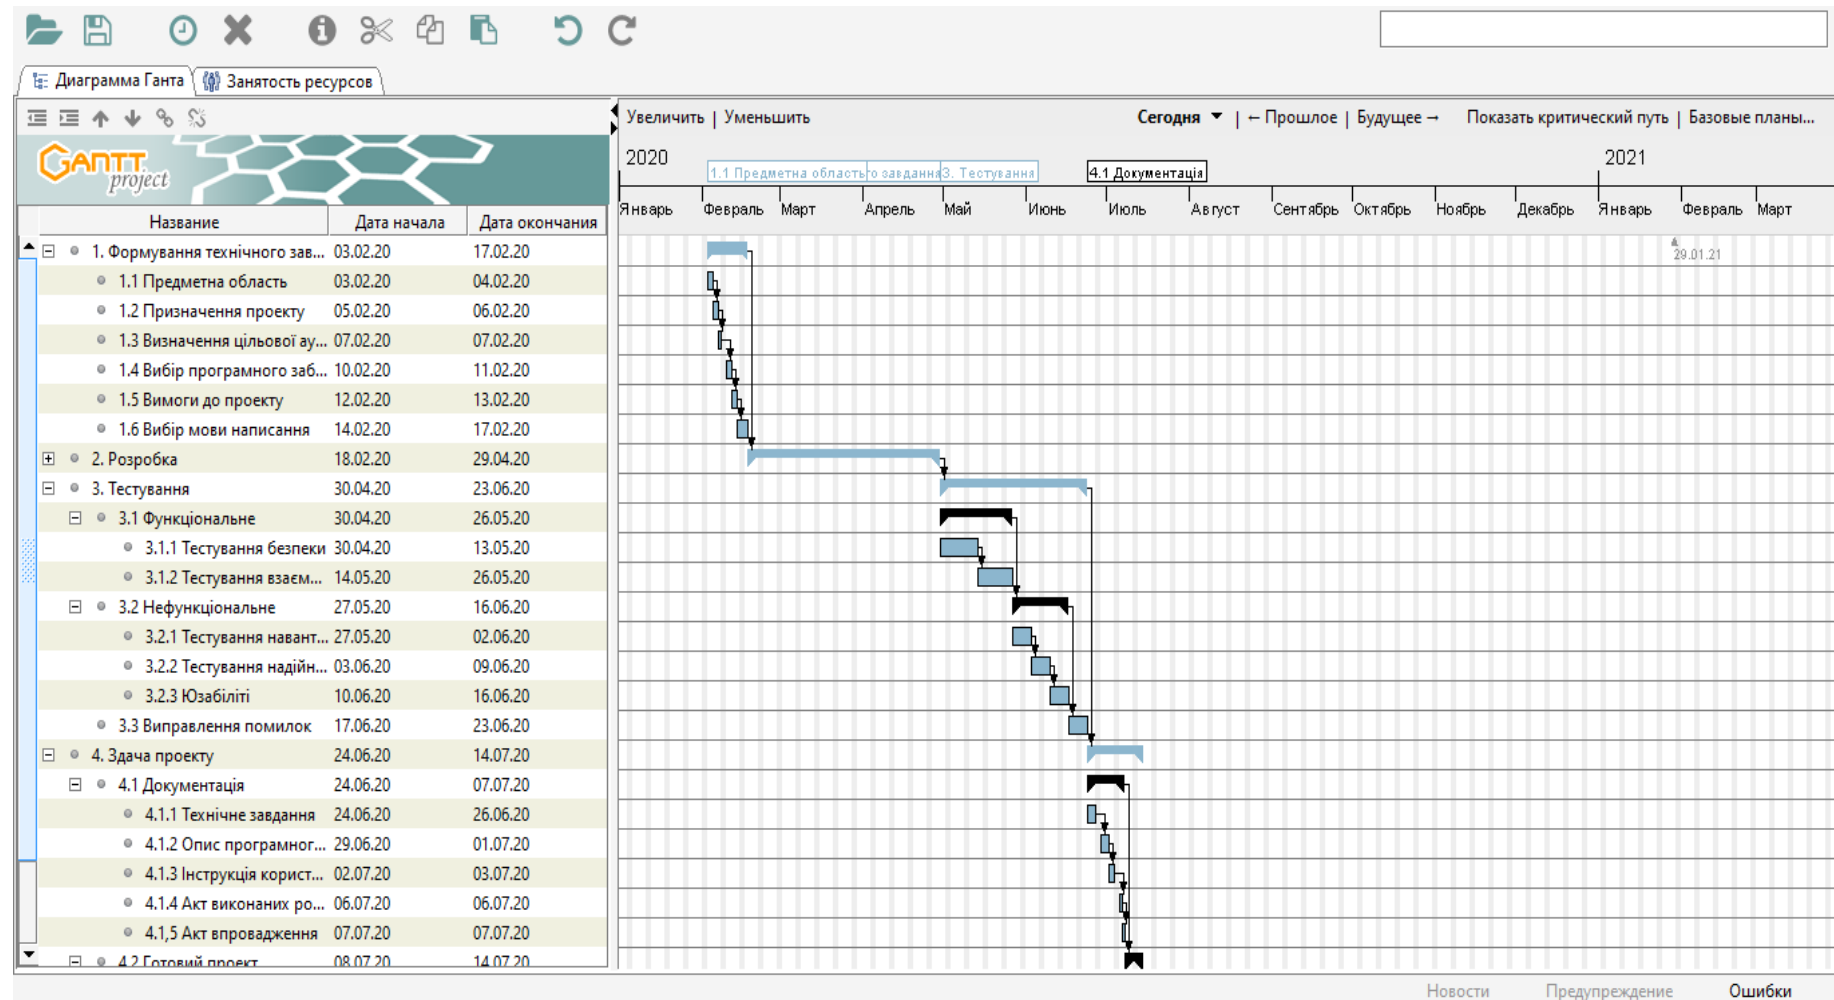 Диаграмма Ганта
Занятость ресурсов
Увеличить | Уменьшить
Сегодня ▼ | ← Прошлое | Будущее → Показать критический путь | Базовые планы...
GANTT
project
2020
2021
1.1 Предметна область
о завдання
3. Тестування
4.1 Документація
Январь Февраль Март Апрель Май Июнь Июль Август Сентябрь Октябрь Ноябрь Декабрь Январь Февраль Март
Название Дата начала Дата окончания
1. Формування технічного зав... 03.02.20 17.02.20
29.01.21
1.1 Предметна область 03.02.20 04.02.20
1.2 Призначення проекту 05.02.20 06.02.20
1.3 Визначення цільової ау... 07.02.20 07.02.20
1.4 Вибір програмного заб... 10.02.20 11.02.20
1.5 Вимоги до проекту 12.02.20 13.02.20
1.6 Вибір мови написання 14.02.20 17.02.20
2. Розробка 18.02.20 29.04.20
3. Тестування 30.04.20 23.06.20
3.1 Функціональне 30.04.20 26.05.20
3.1.1 Тестування безпеки 30.04.20 13.05.20
3.1.2 Тестування взаєм... 14.05.20 26.05.20
3.2 Нефункціональне 27.05.20 16.06.20
3.2.1 Тестування навант... 27.05.20 02.06.20
3.2.2 Тестування надійн... 03.06.20 09.06.20
3.2.3 Юзабіліті 10.06.20 16.06.20
3.3 Виправлення помилок 17.06.20 23.06.20
4. Здача проекту 24.06.20 14.07.20
4.1 Документація 24.06.20 07.07.20
4.1.1 Технічне завдання 24.06.20 26.06.20
4.1.2 Опис програмног... 29.06.20 01.07.20
4.1.3 Інструкція корист... 02.07.20 03.07.20
4.1.4 Акт виконаних ро... 06.07.20 06.07.20
4.1,5 Акт впровадження 07.07.20 07.07.20
4.2 Готовий проект 08.07.20 14.07.20
Новости Предупреждение Ошибки